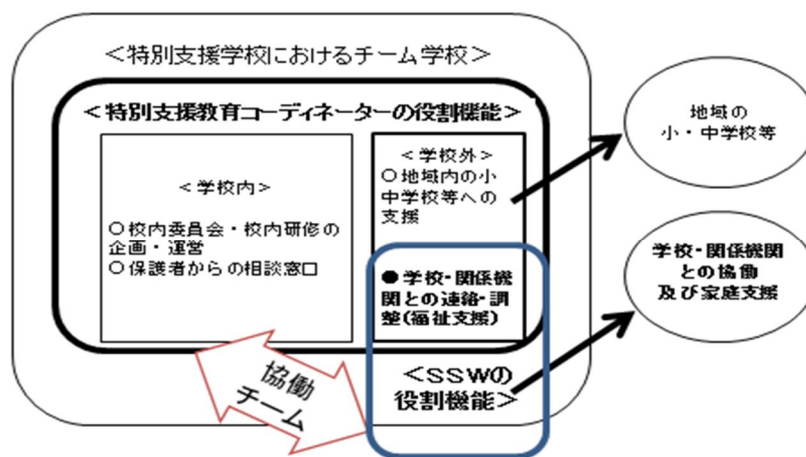 ＜特別支援学校におけるチーム学校＞
＜特別支援教育コーディネーターの役割機能＞
＜学校内＞
○校内委員会・校内研修の
企画・運営
○保護者からの相談窓口
＜学校外＞
○地域内の小
中学校等への
支援
●学校・関係機
関との連絡・調
整(福祉支援)
＜SSWの
役割機能＞
協働
チーム
地域の
小・中学校等
学校・関係機関
との協働
及び家庭支援